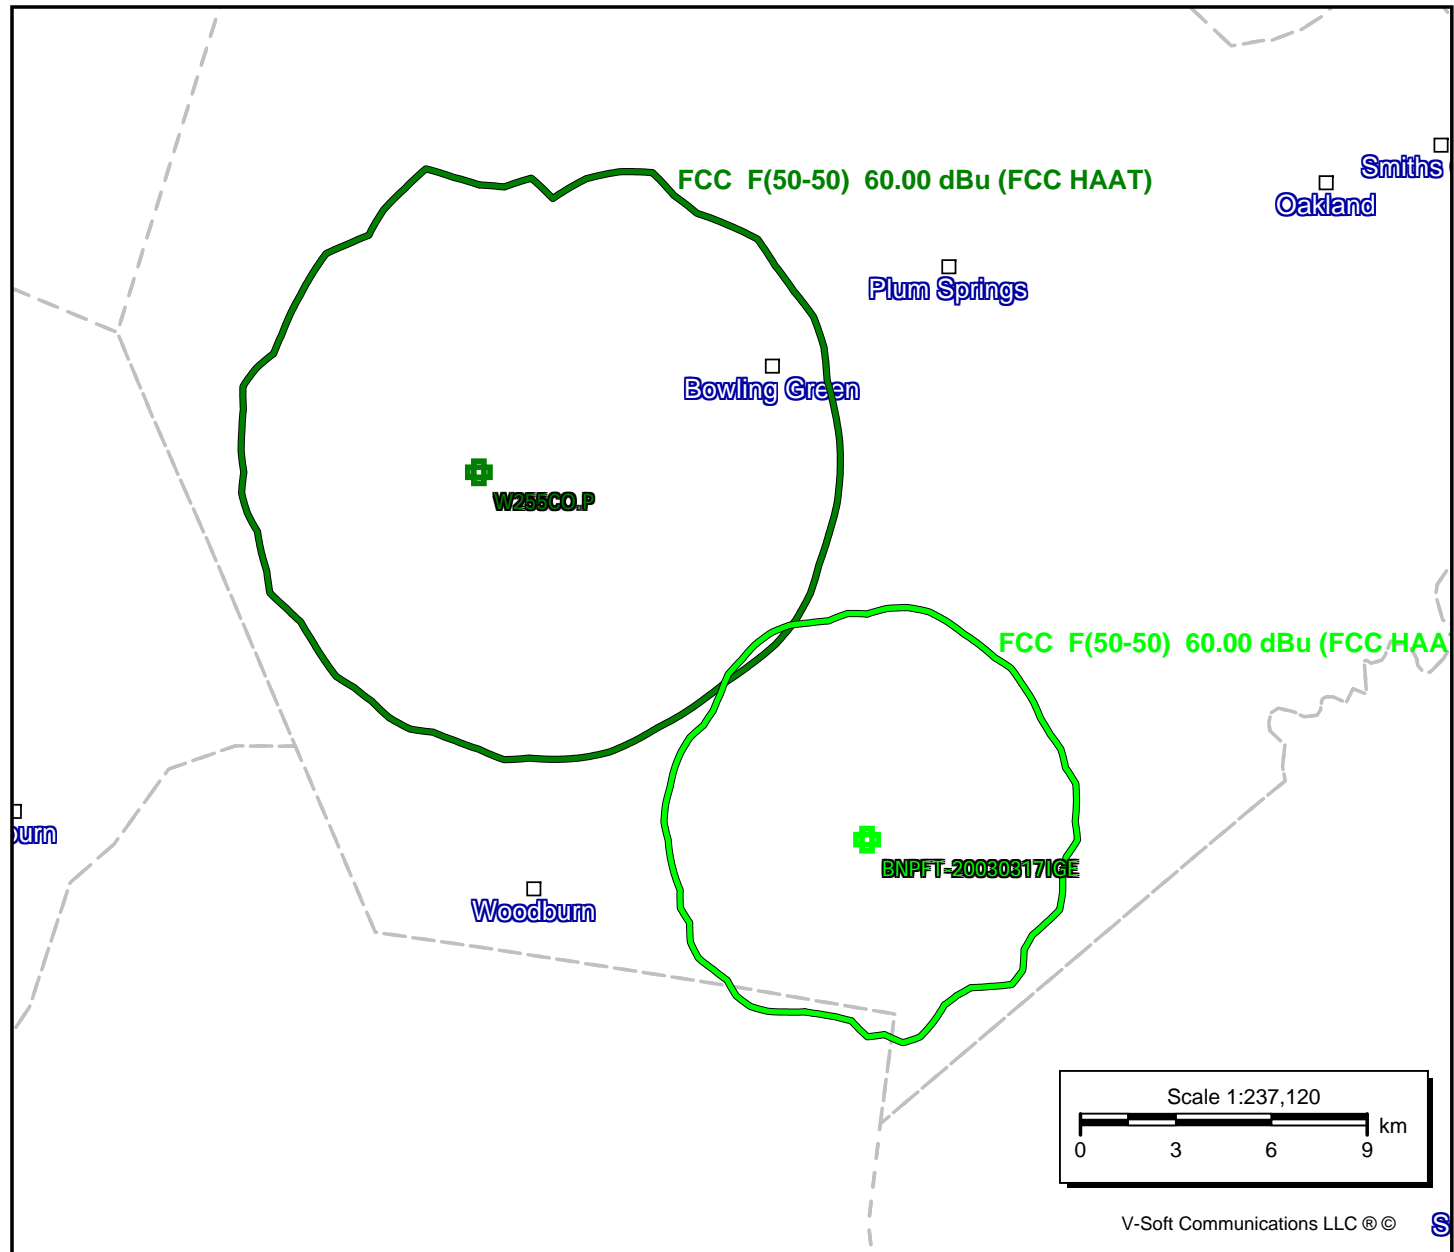 Smiths
FCC F(50-50) 60.00 dBu (FCC HAAT)
Oakland
Plum Springs
Bowling Green
W255CO.P
FCC F(50-50) 60.00 dBu (FCC HAA
burn
BNPFT-20030317IGE
Woodburn
Scale 1:237,120
km
0 3 6 9
V-Soft Communications LLC ® ©
S